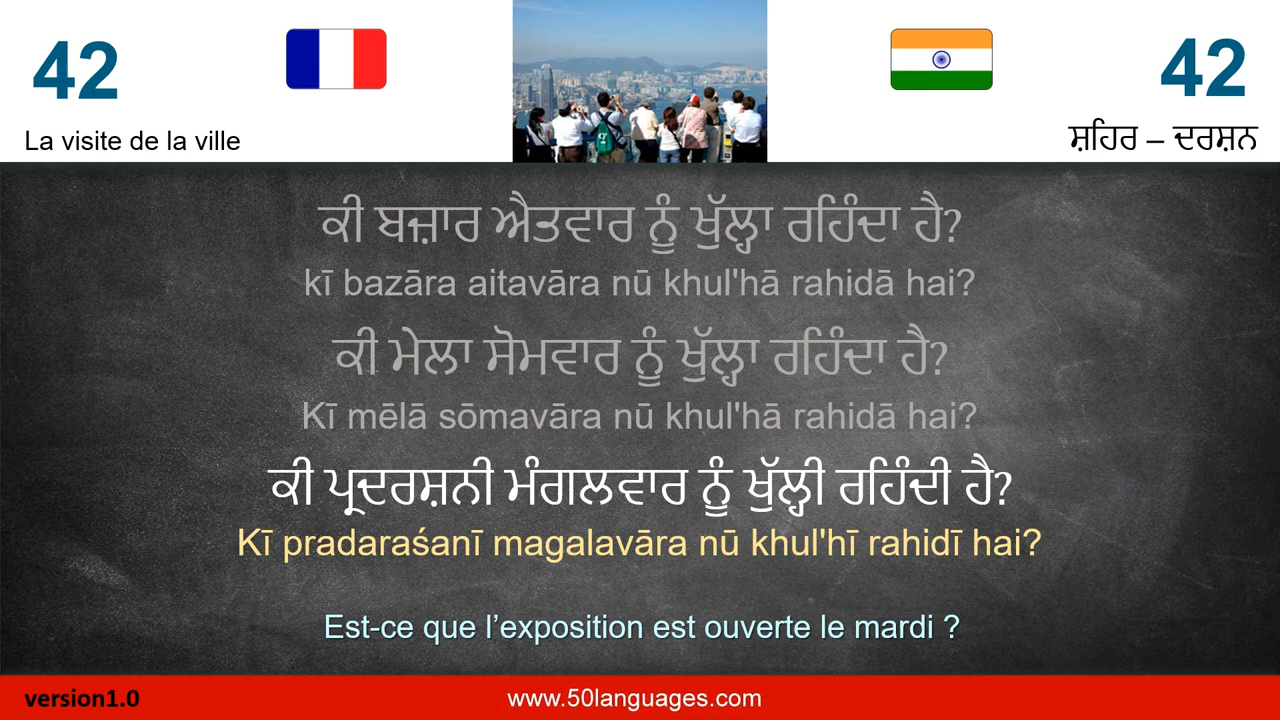 42
42
La visite de la ville
ਸ਼ਹਿਰ – ਦਰਸ਼ਨ
ਕੀ ਬਜ਼ਾਰ ਐਤਵਾਰ ਨੂੰ ਖੁੱਲ੍ਹਾ ਰਹਿੰਦਾ ਹੈ?
kī bazāra aitavāra nū khul'hā rahidā hai?
ਕੀ ਮੇਲਾ ਸੋਮਵਾਰ ਨੂੰ ਖੁੱਲ੍ਹਾ ਰਹਿੰਦਾ ਹੈ?
Kī mēlā sōmavāra nū khul'hā rahidā hai?
ਕੀ ਪ੍ਰਦਰਸ਼ਨੀ ਮੰਗਲਵਾਰ ਨੂੰ ਖੁੱਲ੍ਹੀ ਰਹਿੰਦੀ ਹੈ?
Kī pradaraśanī magalavāra nū khul'hī rahidī hai?
Est-ce que l’exposition est ouverte le mardi ?
version1.0
www.50languages.com